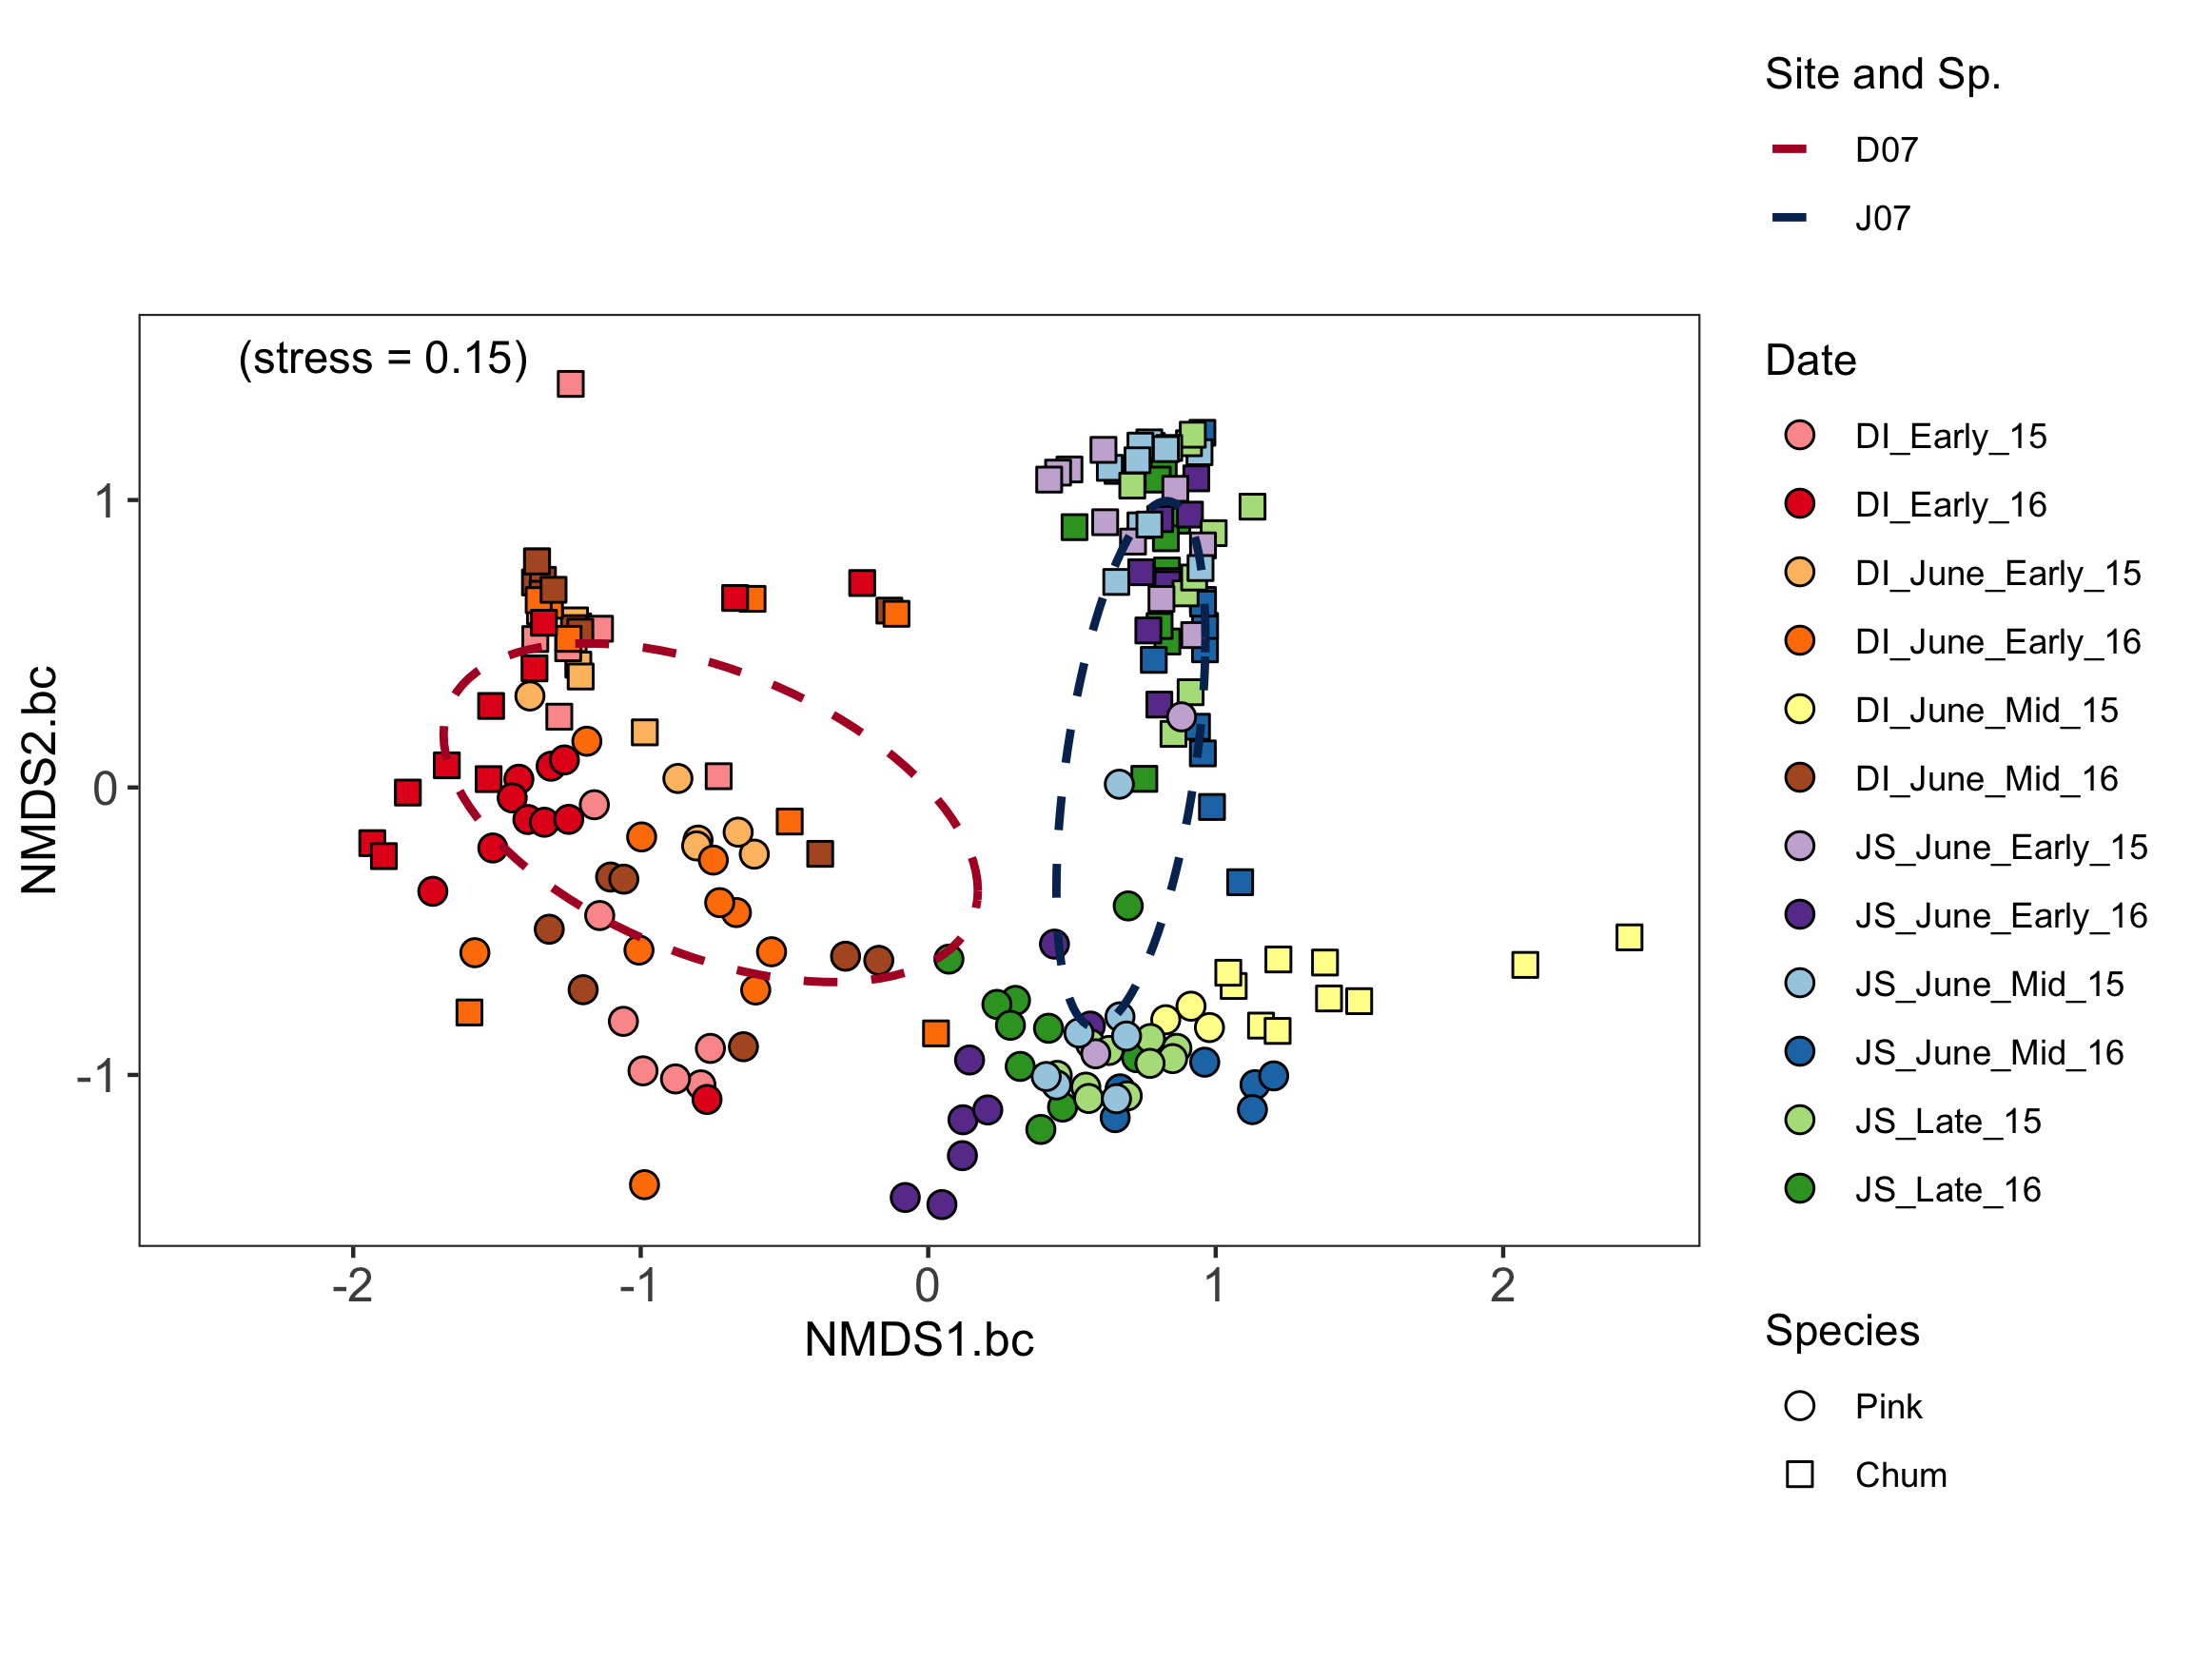 Site and Sp.
D07
J07
(stress = 0.15)
Date
DI_Early_15
DI_Early_16
DI_June_Early_15
DI_June_Early_16
DI_June_Mid_15
DI_June_Mid_16
JS_June_Early_15
JS_June_Early_16
JS_June_Mid_15
JS_June_Mid_16
JS_Late_15
JS_Late_16
Species
Pink
Chum
NMDS2.bc
1
0
-1
-2
-1
0
1
2
NMDS1.bc